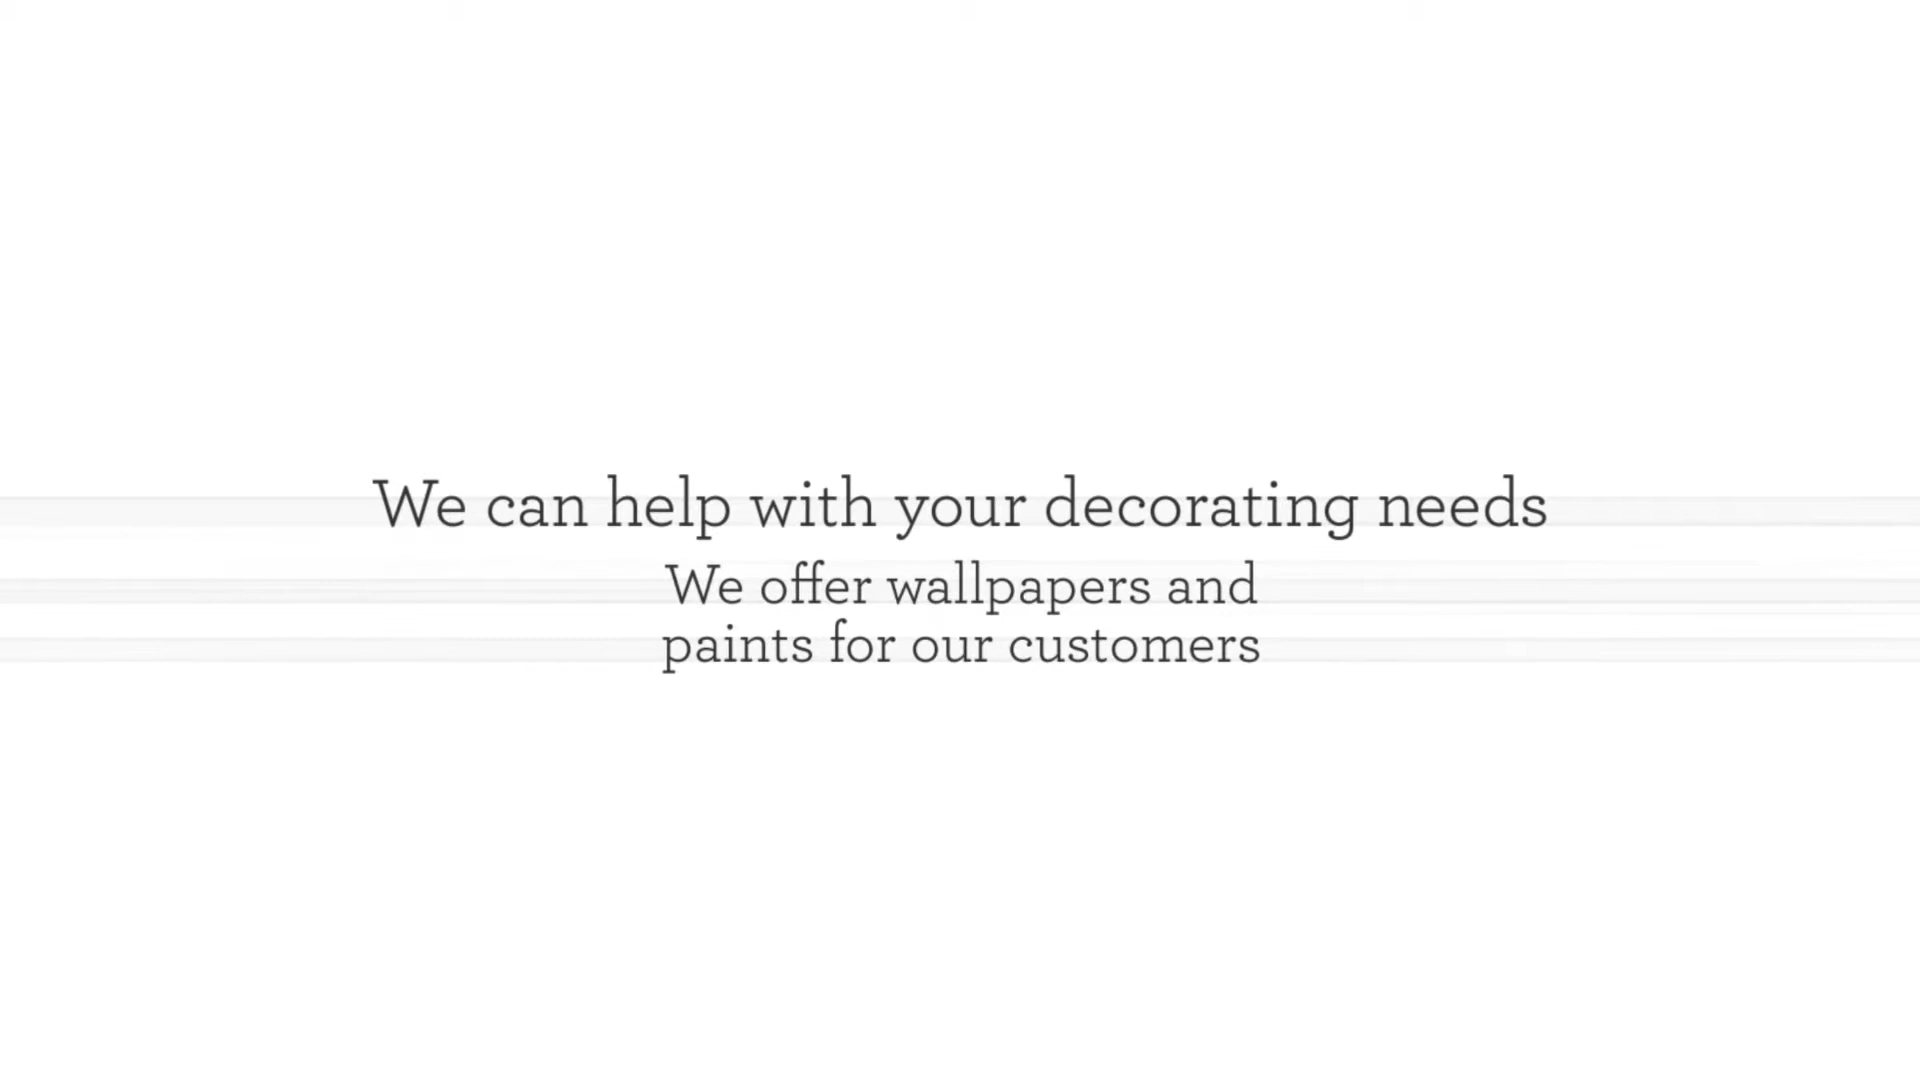 We can help with your decorating needs
We offer wallpapers and
paints for our customers